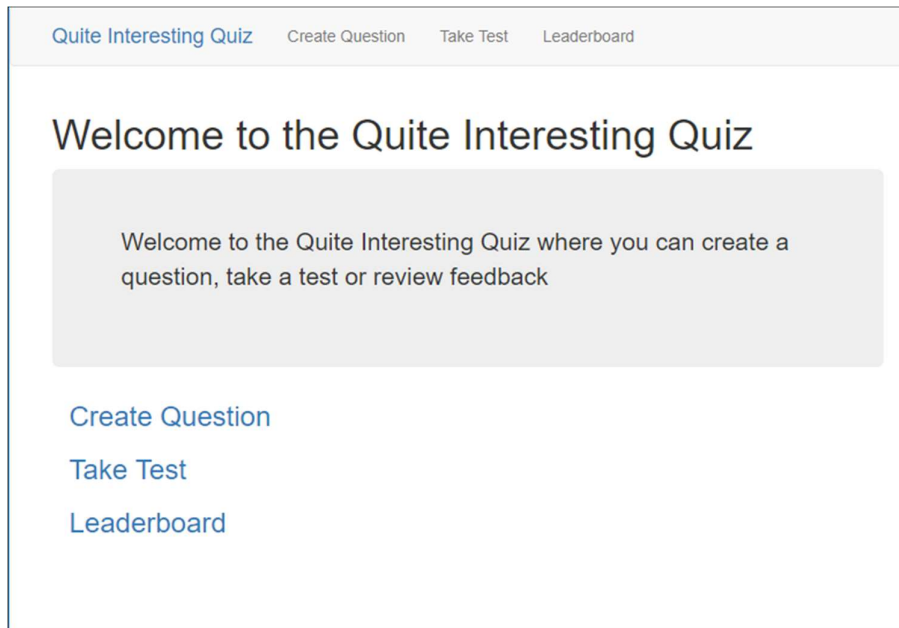 Quite Interesting Quiz Create Question Take Test Leaderboard
Welcome to the Quite Interesting Quiz
Welcome to the Quite Interesting Quiz where you can create a
question, take a test or review feedback
Create Question
Take Test
Leaderboard